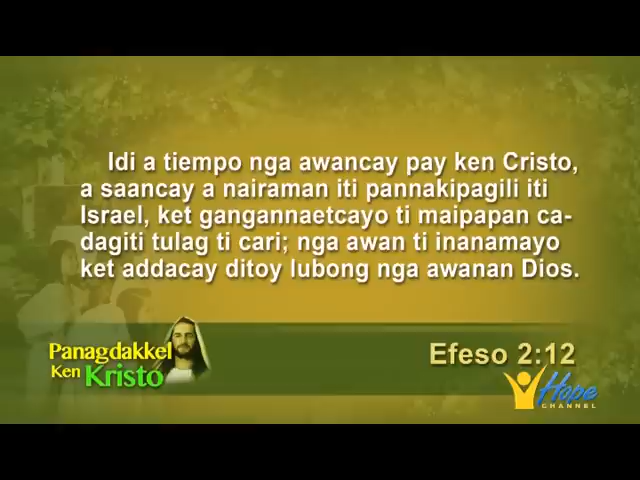 Idi a tiempo nga awancay pay ken Cristo,
a saancay a nairaman iti pannakipagili iti
Israel, ket gangannaetcayo ti maipapan ca-
dagiti tulag ti cari; nga awan ti inanamayo
ket addacay ditoy lubong nga awanan Dios.
Panagdakkel
Ken Kristo
Efeso 2:12
Hope
CHANNEL